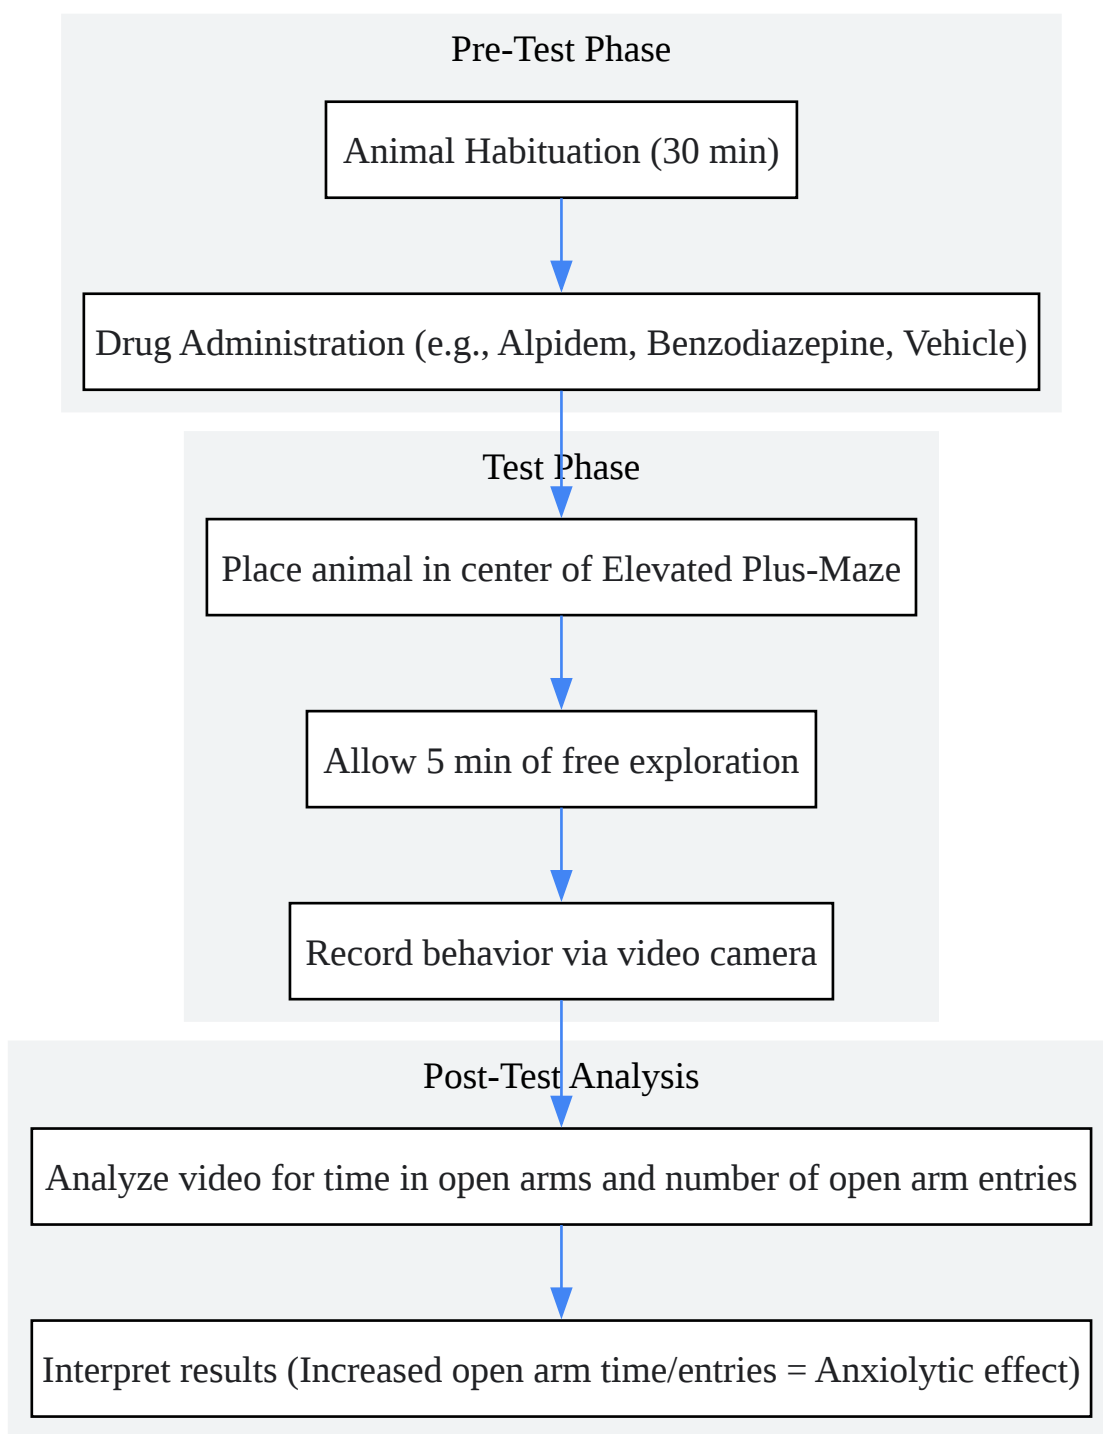 Pre-Test Phase
Animal Habituation (30 min)
Drug Administration (e.g., Alpidem, Benzodiazepine, Vehicle)
Test Phase
Place animal in center of Elevated Plus-Maze
Allow 5 min of free exploration
Record behavior via video camera
Post-Test Analysis
Analyze video for time in open arms and number of open arm entries
Interpret results (Increased open arm time/entries = Anxiolytic effect)